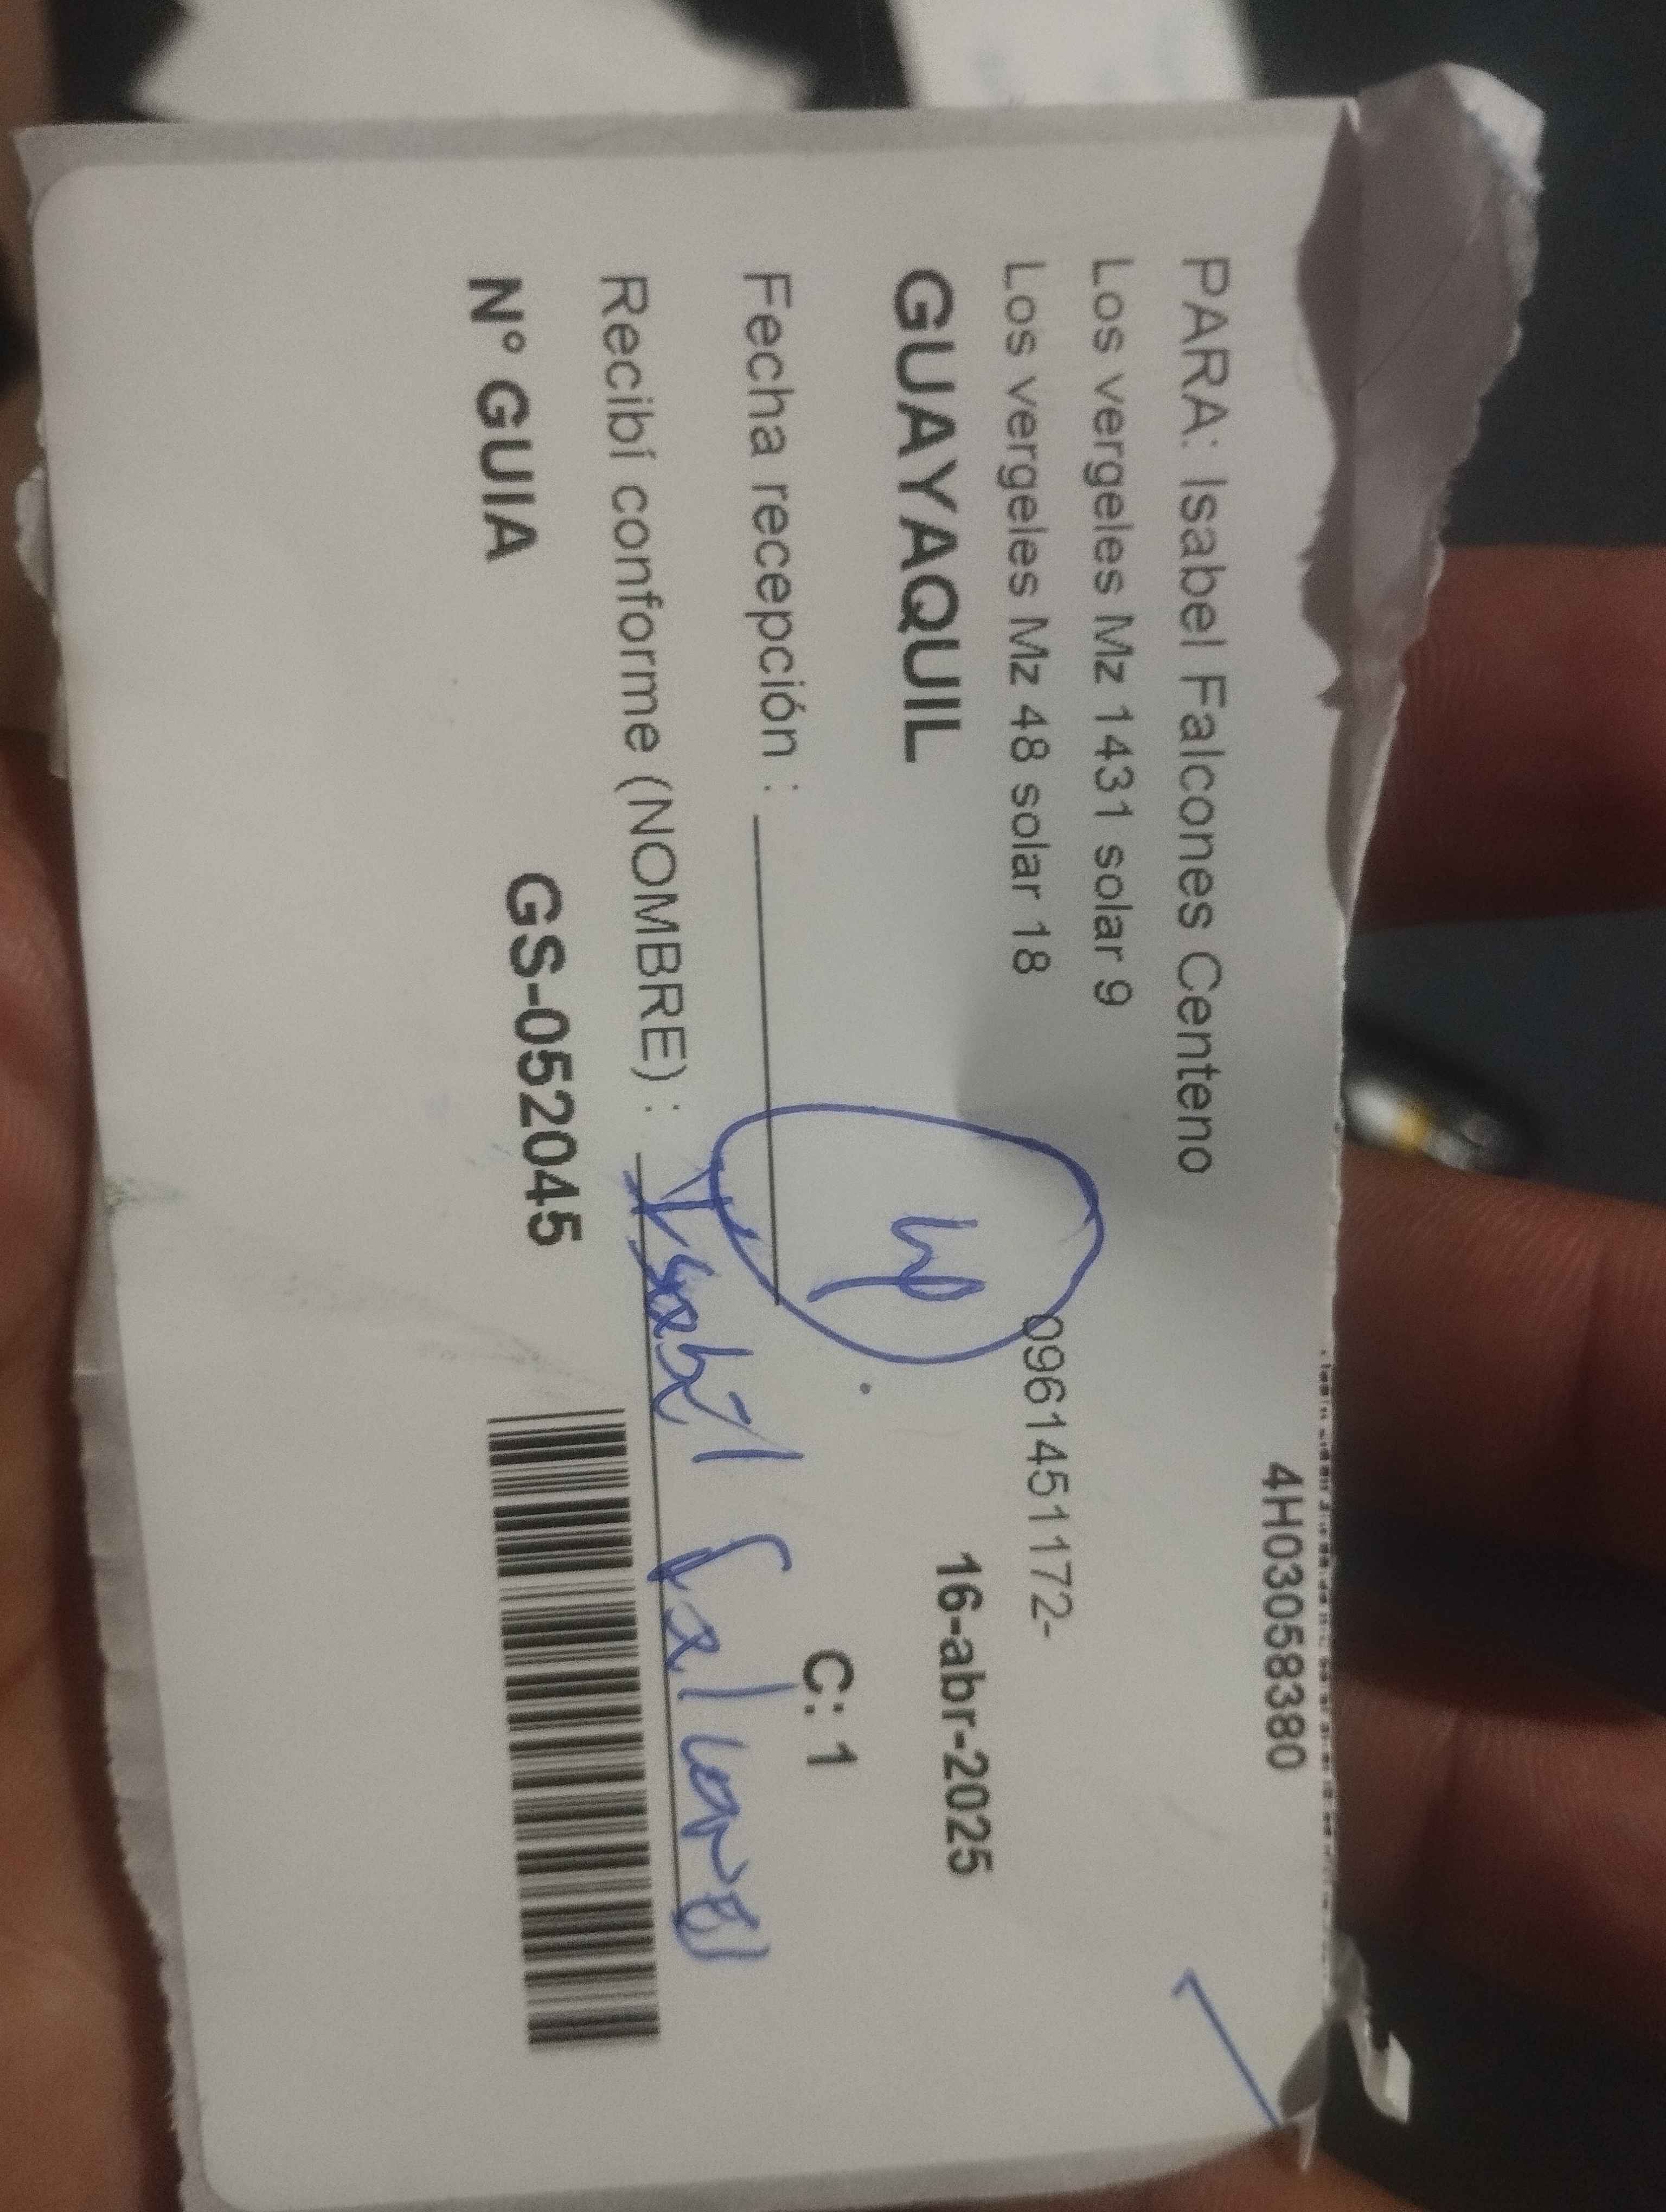 4H03058380
PARA: Isabel Falcones Centeno
Los vergeles Mz 1431 solar 9
Los vergeles Mz 48 solar 18 0961451172-
GUAYAQUIL 16-abr-2025
C: 1
Fecha recepción :
Recibí conforme (NOMBRE) : Isabel Falcones
N° GUIA GS-052045